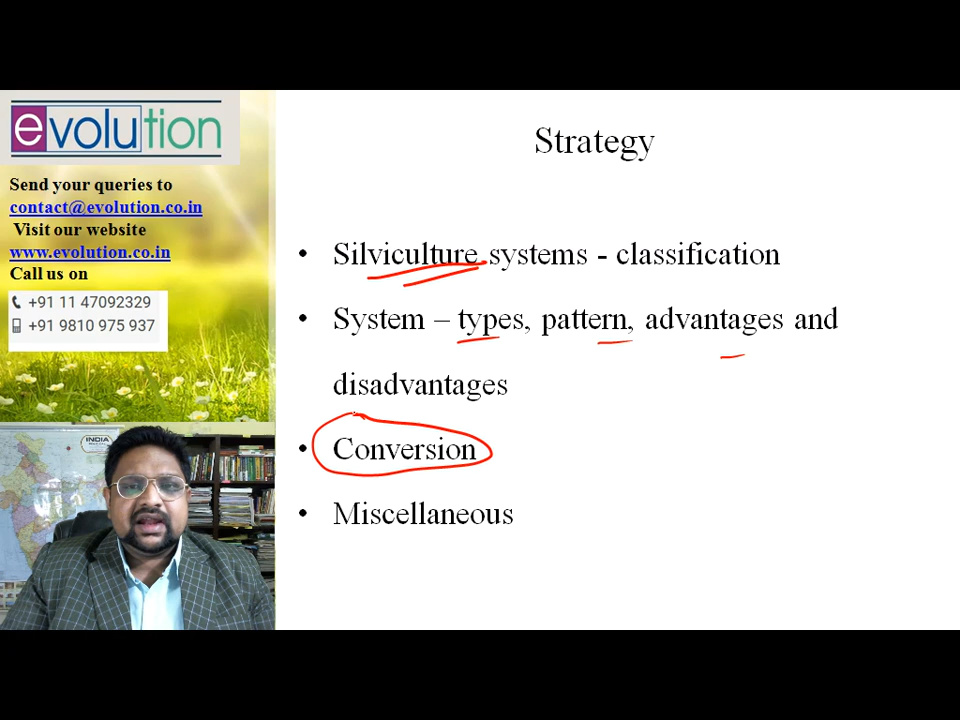 evolution
Send your queries to
contact@evolution.co.in
Visit our website
www.evolution.co.in
Call us on
+91 11 47092329
+91 9810 975 937
INDIA
Strategy
• Silviculture systems - classification
• System – types, pattern, advantages and
disadvantages
• Conversion
• Miscellaneous